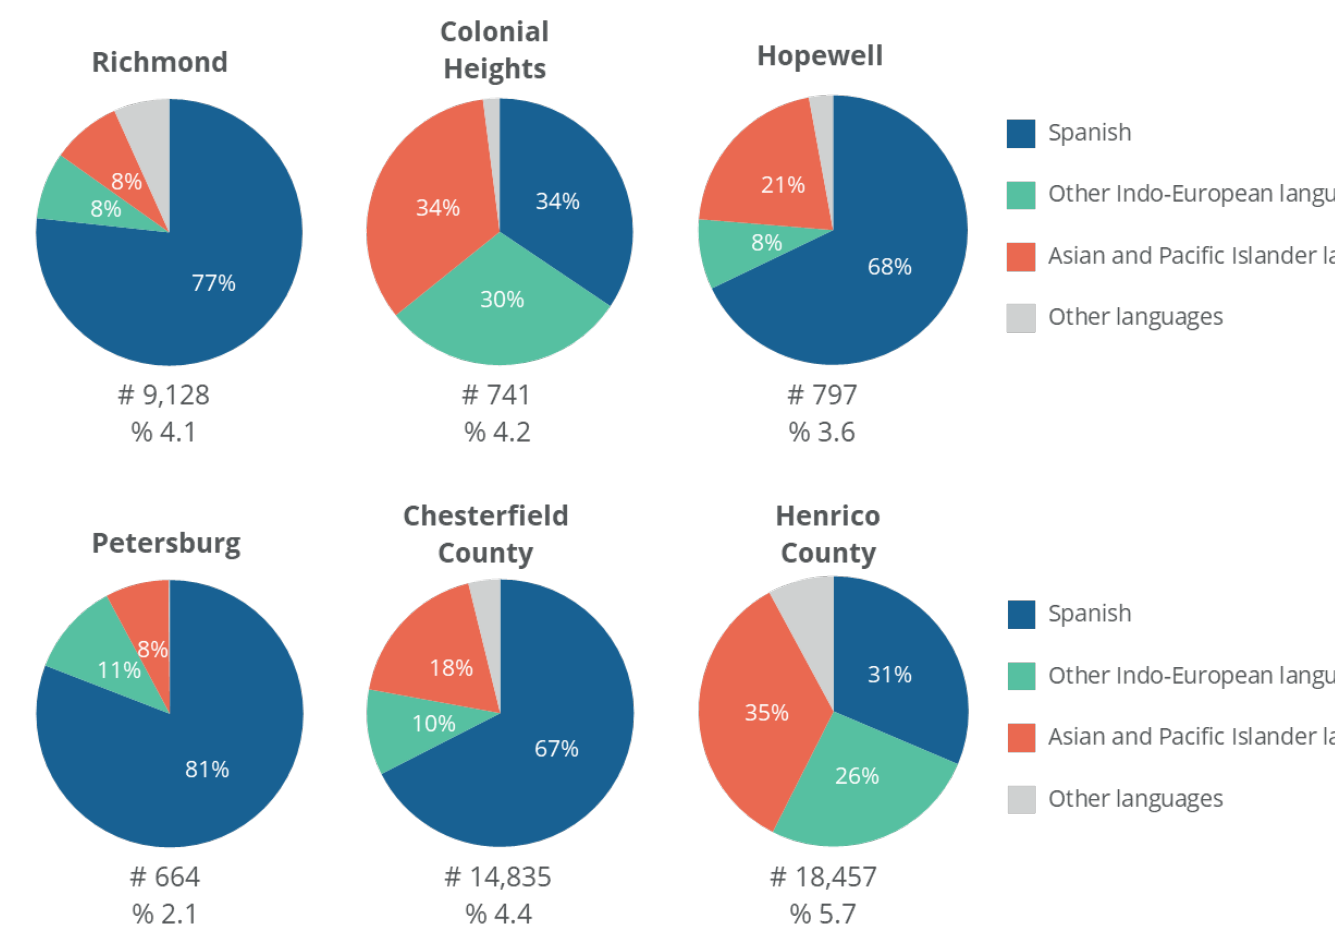 Richmond
Colonial
Heights
Hopewell
8%
8%
77%
34%
34%
30%
21%
8%
68%
Spanish
Other Indo-European langu
Asian and Pacific Islander la
Other languages
# 9,128
% 4.1
# 741
% 4.2
# 797
% 3.6
Petersburg
Chesterfield
County
Henrico
County
8%
11%
81%
18%
10%
67%
31%
35%
26%
Spanish
Other Indo-European langu
Asian and Pacific Islander la
Other languages
# 664
% 2.1
# 14,835
% 4.4
# 18,457
% 5.7